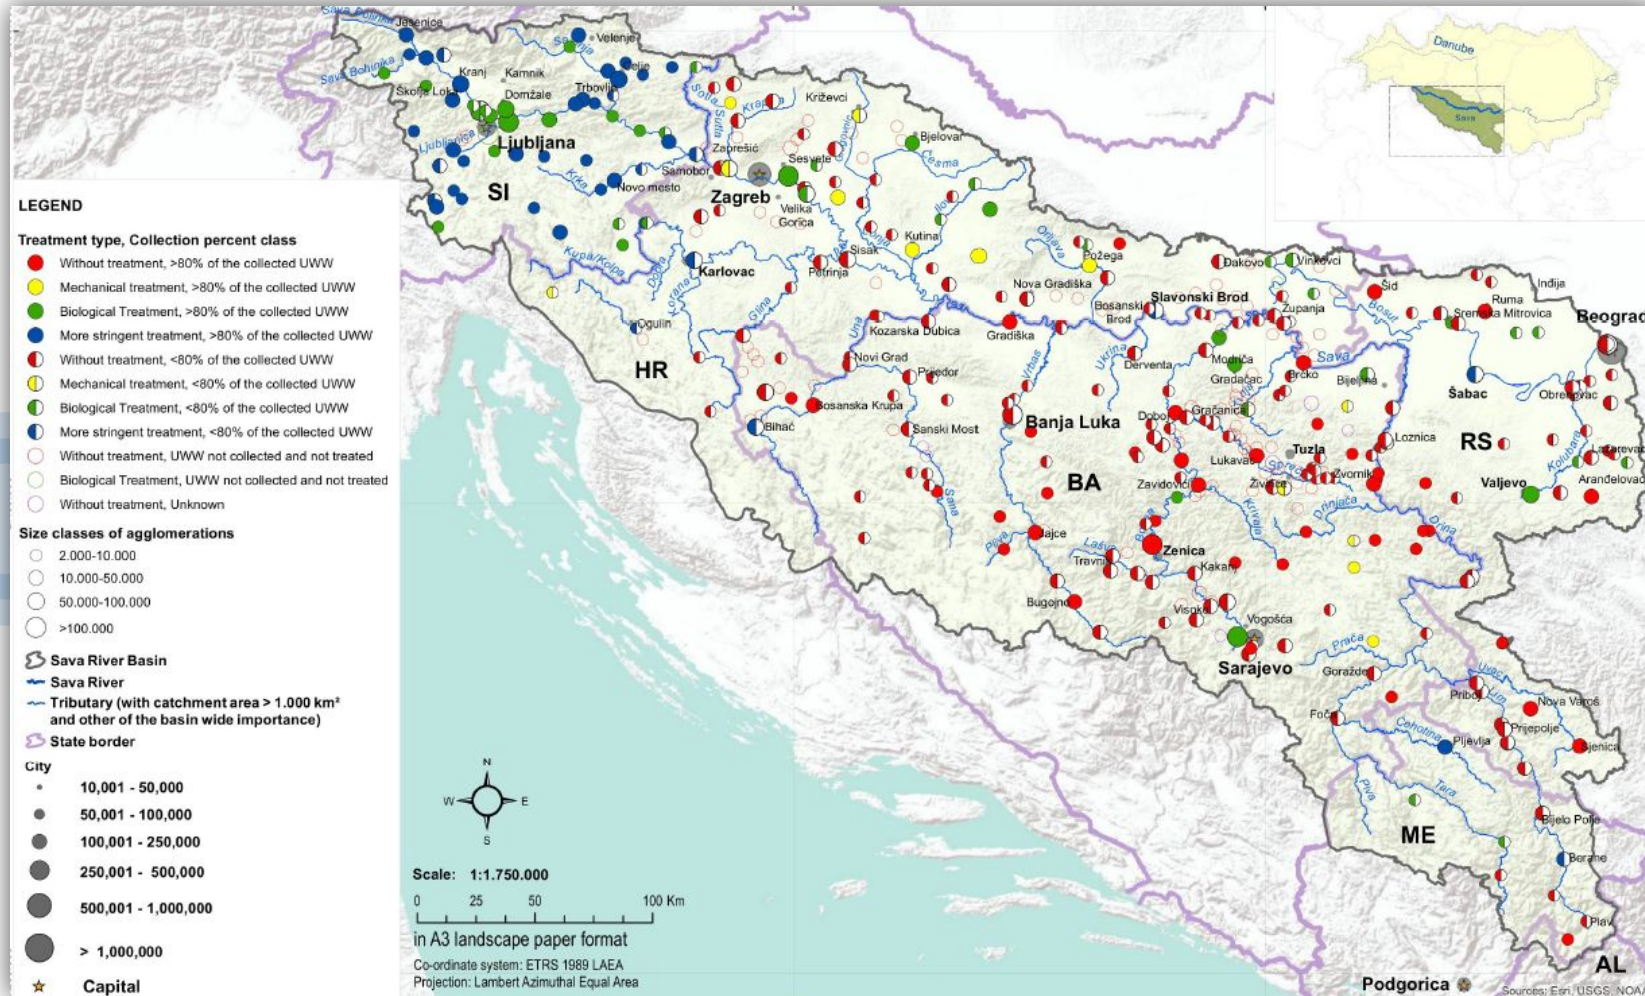 LEGEND
Treatment type, Collection percent class
Without treatment, >80% of the collected UWW
Mechanical treatment, >80% of the collected UWW
Biological Treatment, >80% of the collected UWW
More stringent treatment, >80% of the collected UWW
Without treatment, <80% of the collected UWW
Mechanical treatment, <80% of the collected UWW
Biological Treatment, <80% of the collected UWW
More stringent treatment, <80% of the collected UWW
Without treatment, UWW not collected and not treated
Biological Treatment, UWW not collected and not treated
Without treatment, Unknown
Size classes of agglomerations
2.000-10.000
10.000-50.000
50.000-100.000
>100.000
Sava River Basin
Sava River
Tributary (with catchment area > 1.000 km²
and other of the basin wide importance)
State border
City
10,001 - 50,000
50,001 - 100,000
100,001 - 250,000
250,001 - 500,000
500,001 - 1,000,000
> 1,000,000
Capital
N
W
E
S
Scale: 1:1.750.000
0 25 50 100 Km
in A3 landscape paper format
Co-ordinate system: ETRS 1989 LAEA
Projection: Lambert Azimuthal Equal Area
Danube
Sava
Jesenice
Sava Bohinjka
Velenje
Kranj
Kamnik
Škofja Loka
Domžale
Trbovlje
Ljubljanica
Ljubljana
Krka
Novo mesto
SI
Kupa/Kolpa
Sotla
Sutla
Krapina
Križevci
Zaprešić
Samobor
Sesvete
Zagreb
Velika
Gorica
Bjelovar
Česma
Ilova
Kutina
Sisak
Petrinja
Karlovac
Dobra
Korana
Glina
Ogulin
HR
Orljava
Požega
Nova Gradiška
Đakovo
Vinkovci
Slavonski Brod
Bosanski
Brod
Županja
Kozarska Dubica
Gradiška
Una
Novi Grad
Prijedor
Bosanska Krupa
Bihać
Sanski Most
Sana
Vrbas
Banja Luka
Ukrina
Derventa
Modriča
Gradačac
Brčko
Bijeljina
Sava
Doboj
Gračanica
Tuzla
Lukavac
Spreča
Živinice
Zvornik
Zavidovići
BA
Krivaja
Drinjača
Drina
Jajce
Pliva
Bosna
Zenica
Lašva
Travnik
Kakanj
Bugojno
Visoko
Vogošća
Sarajevo
Prača
Goražde
Foča
Ćehotina
Pljevlja
Piva
Tara
ME
Priboj
Uvac
Lim
Nova Varoš
Prijepolje
Sjenica
Bijelo Polje
Berane
Plav
AL
Podgorica
Šid
Bosut
Inđija
Ruma
Sremska Mitrovica
Beograd
Šabac
Obrenovac
Loznica
RS
Kolubara
Lazarevac
Valjevo
Aranđelovac
Sources: Esri, USGS, NOAA